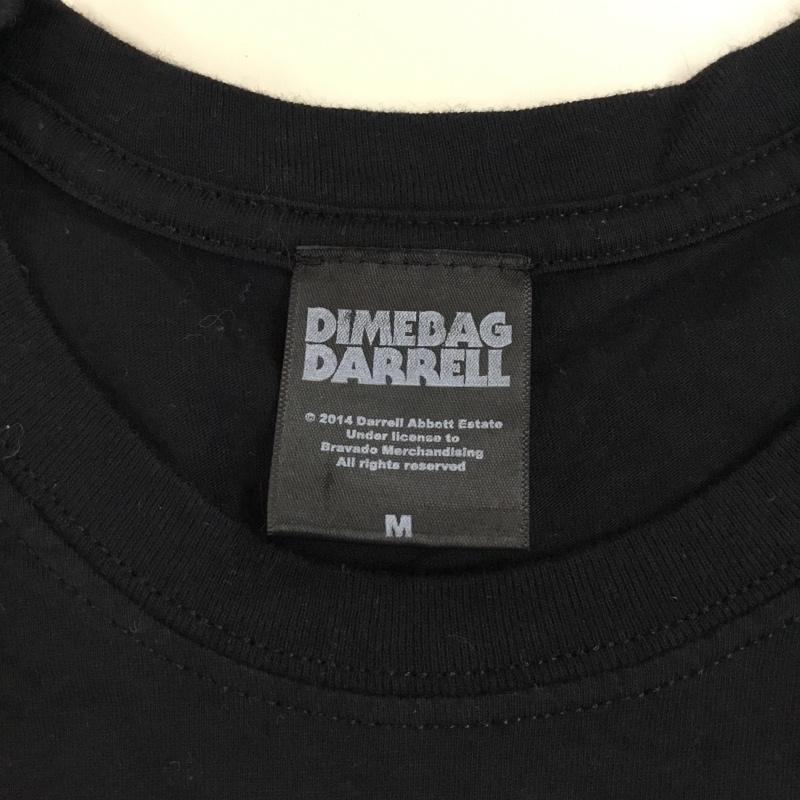 DIMEBAG
DARRELL
© 2014 Darrell Abbott Estate
Under license to
Bravado Merchandising
All rights reserved
M